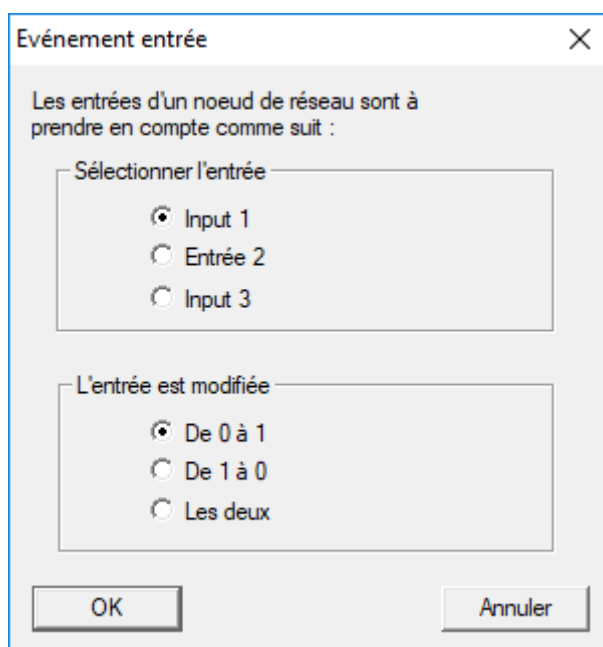 Evénement entrée
Les entrées d'un noeud de réseau sont à
prendre en compte comme suit :
Sélectionner l'entrée
Input 1
Entrée 2
Input 3
L'entrée est modifiée
De 0 à 1
De 1 à 0
Les deux
OK
Annuler